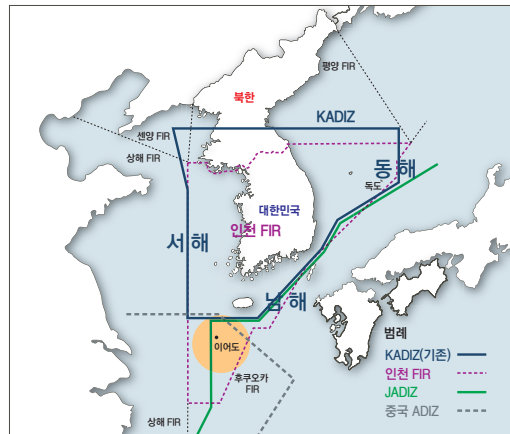 평양 FIR
북한
KADIZ
센양 FIR
상해 FIR
동해
독도
대한민국
인천 FIR
서해
남해
이어도
후쿠오카
FIR
상해 FIR
범례
KADIZ(기존)
인천 FIR
JADIZ
중국 ADIZ